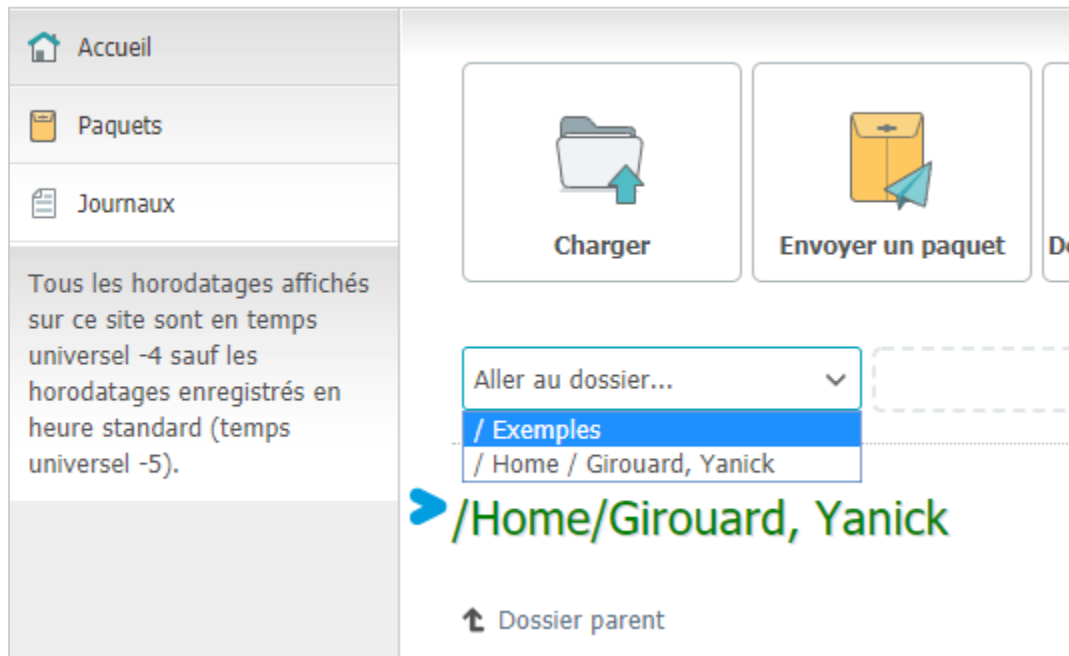 Accueil
Paquets
Journaux
Tous les horodatages affichés
sur ce site sont en temps
universel -4 sauf les
horodatages enregistrés en
heure standard (temps
universel -5).
Charger
Envoyer un paquet
Aller au dossier...
/ Exemples
/ Home / Girouard, Yanick
/Home/Girouard, Yanick
Dossier parent